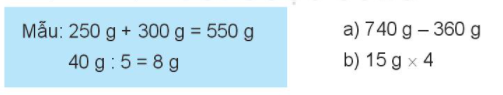 Mẫu: 250 g + 300 g = 550 g
40 g : 5 = 8 g
a) 740 g – 360 g
b) 15 g × 4